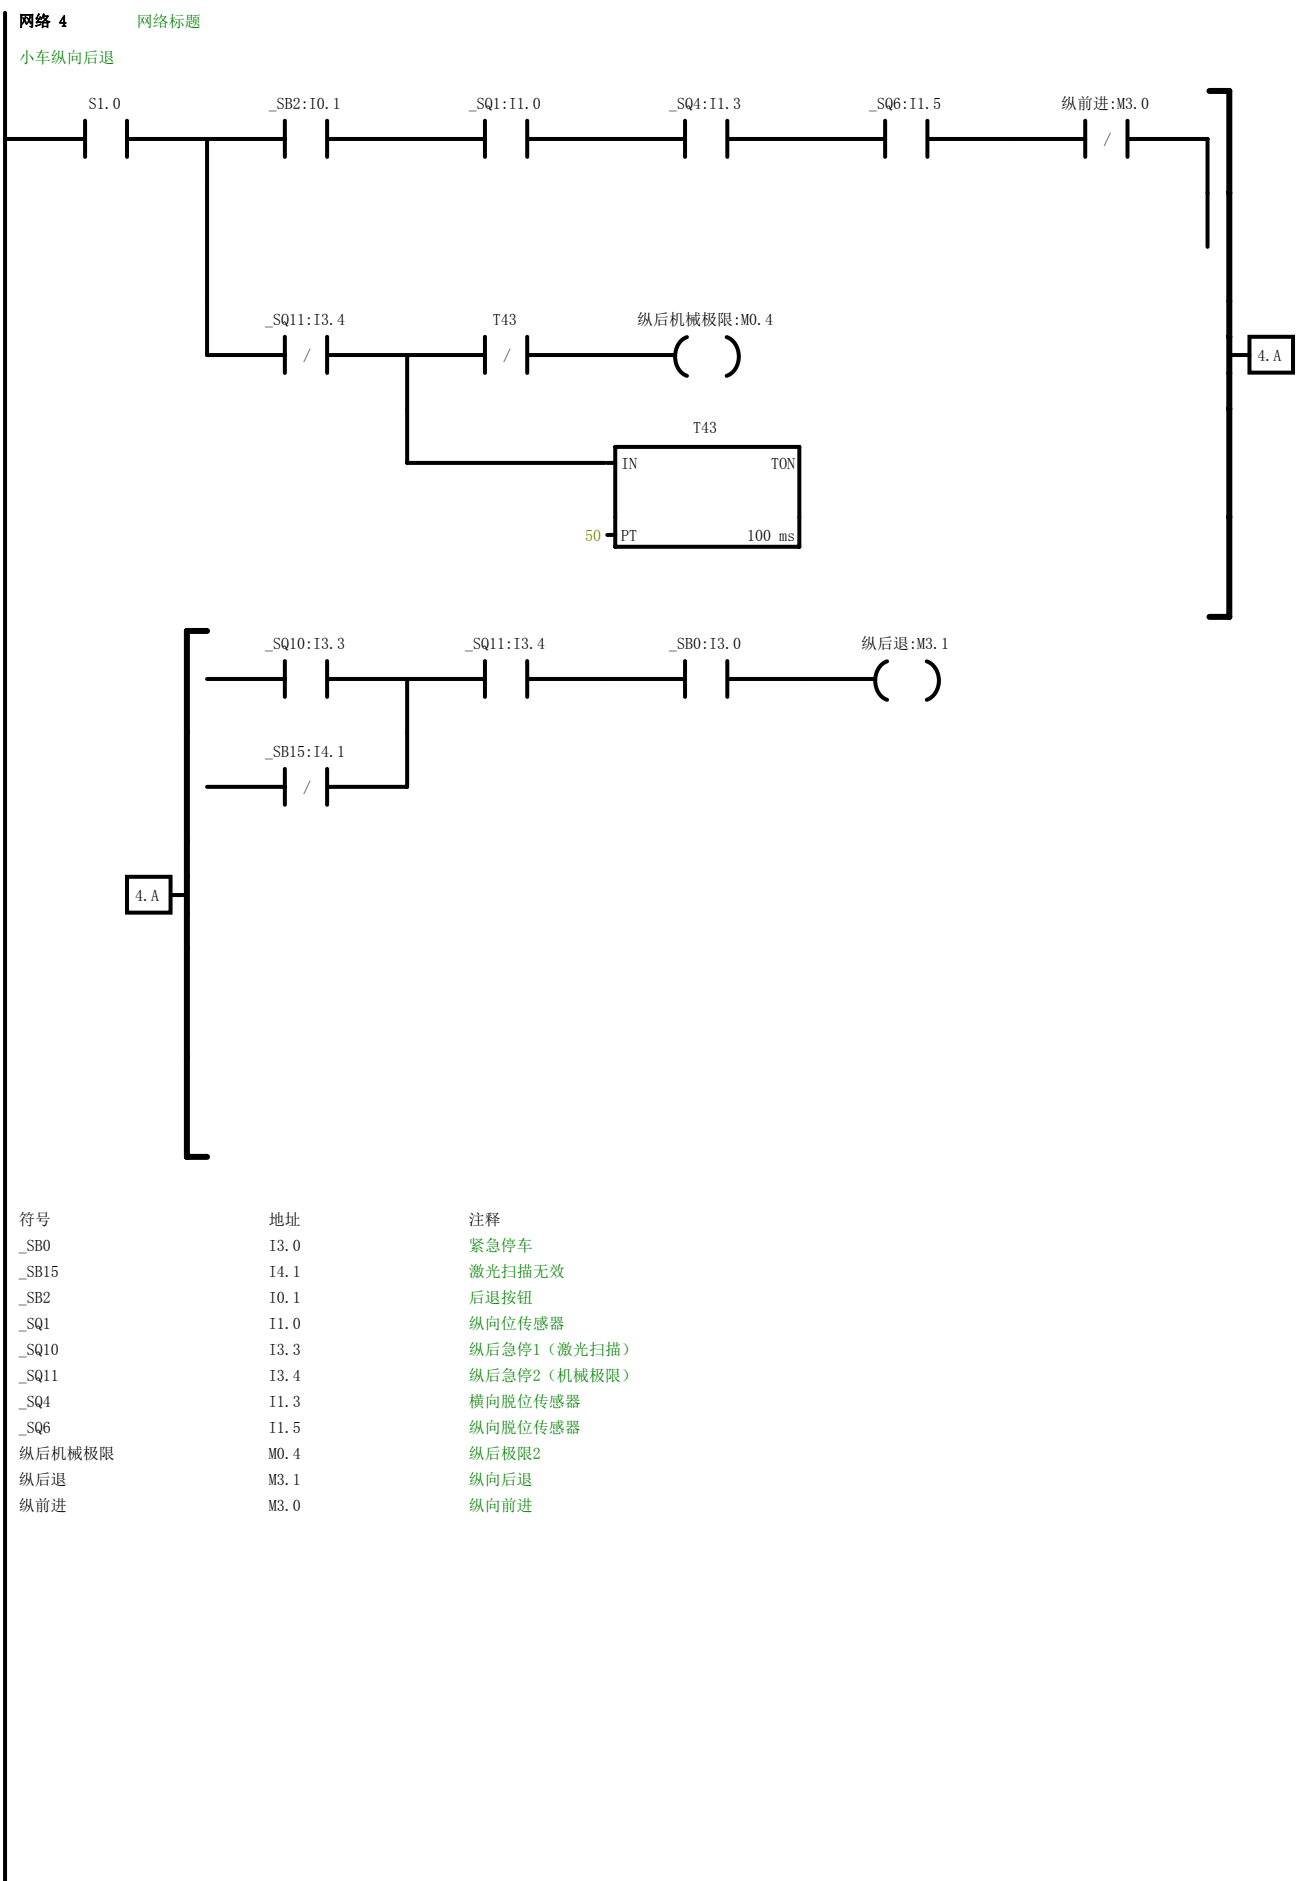 网络 4 网络标题
小车纵向后退
S1.0 _SB2:I0.1 _SQ1:I1.0 _SQ4:I1.3 _SQ6:I1.5 纵前进:M3.0
/
_SQ11:I3.4 T43 纵后机械极限:M0.4
/ / 4.A
T43
IN TON
50 PT 100 ms
_SQ10:I3.3 _SQ11:I3.4 _SB0:I3.0 纵后退:M3.1
_SB15:I4.1
/
4.A
符号 地址 注释
_SB0 I3.0 紧急停车
_SB15 I4.1 激光扫描无效
_SB2 I0.1 后退按钮
_SQ1 I1.0 纵向位传感器
_SQ10 I3.3 纵后急停1（激光扫描）
_SQ11 I3.4 纵后急停2（机械极限）
_SQ4 I1.3 横向脱位传感器
_SQ6 I1.5 纵向脱位传感器
纵后机械极限 M0.4 纵后极限2
纵后退 M3.1 纵向后退
纵前进 M3.0 纵向前进